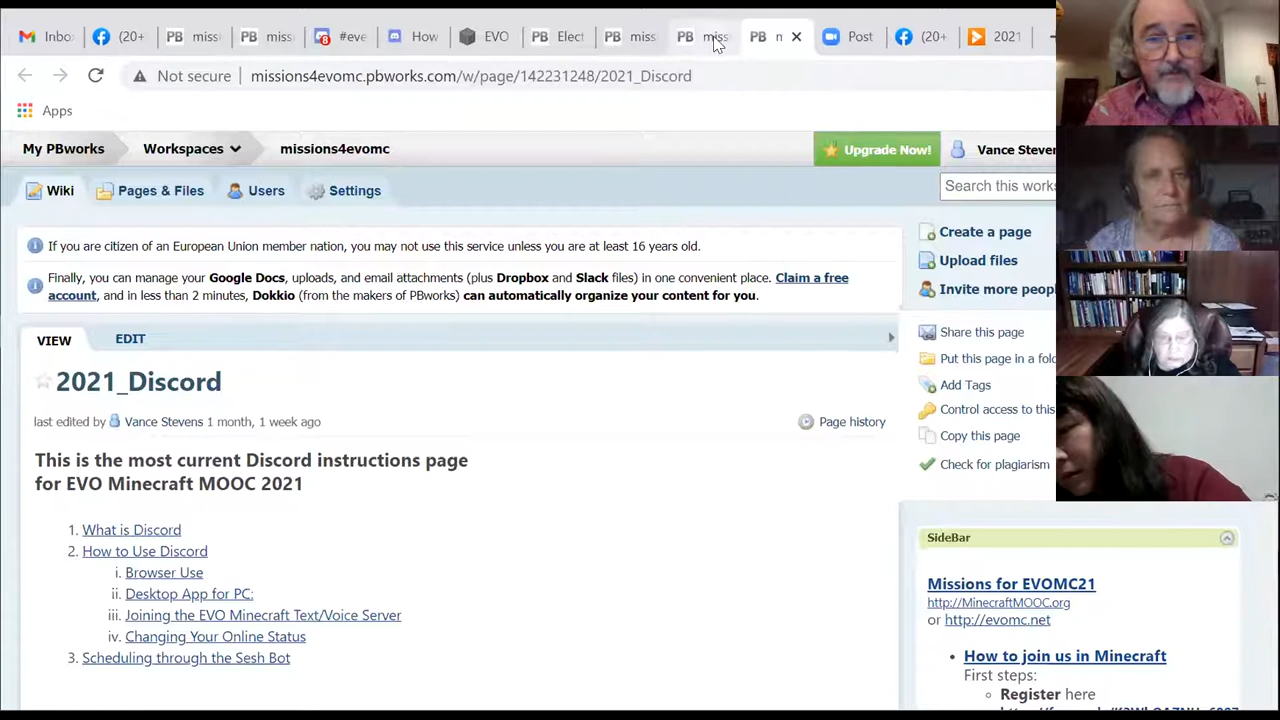 Inbo (20+ PB missi PB miss #eve How EVO PB Elect PB miss PB miss PB n Post (20+ 2021
Not secure missions4evomc.pbworks.com/w/page/142231248/2021_Discord
Apps
My PBworks Workspaces missions4evomc Upgrade Now! Vance Steven
Wiki Pages & Files Users Settings Search this works
If you are citizen of an European Union member nation, you may not use this service unless you are at least 16 years old.
Finally, you can manage your Google Docs, uploads, and email attachments (plus Dropbox and Slack files) in one convenient place. Claim a free
account, and in less than 2 minutes, Dokkio (from the makers of PBworks) can automatically organize your content for you.
Create a page
Upload files
Invite more peopl
VIEW EDIT
2021_Discord
last edited by Vance Stevens 1 month, 1 week ago Page history
This is the most current Discord instructions page
for EVO Minecraft MOOC 2021
1. What is Discord
2. How to Use Discord
i. Browser Use
ii. Desktop App for PC:
iii. Joining the EVO Minecraft Text/Voice Server
iv. Changing Your Online Status
3. Scheduling through the Sesh Bot
Share this page
Put this page in a fold
Add Tags
Control access to this
Copy this page
Check for plagiarism
SideBar
Missions for EVOMC21
http://MinecraftMOOC.org
or http://evomc.net
• How to join us in Minecraft
First steps:
Register here